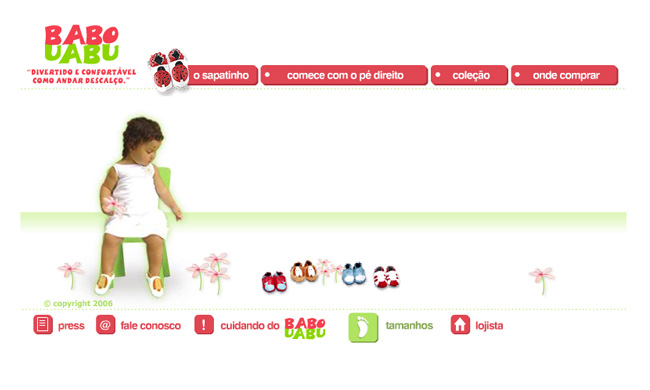 BABO
UABU
"DIVERTIDO E CONFORTÁVEL
COMO ANDAR DESCALÇO."
o sapatinho
comece com o pé direito
coleção
onde comprar
© copyright 2006
press
@
fale conosco
!
cuidando do
BABO
UABU
tamanhos
lojista